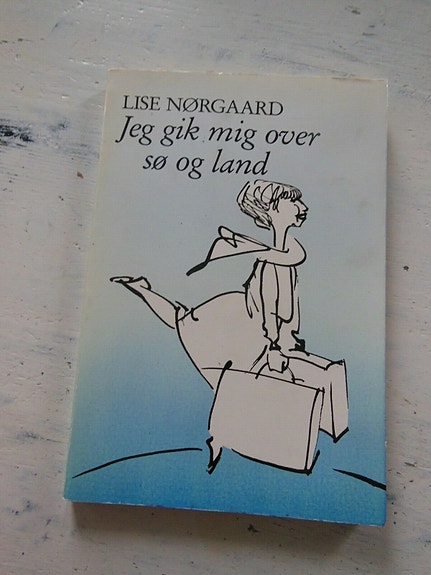 LISE NØRGAARD
Jeg gik mig over
sø og land